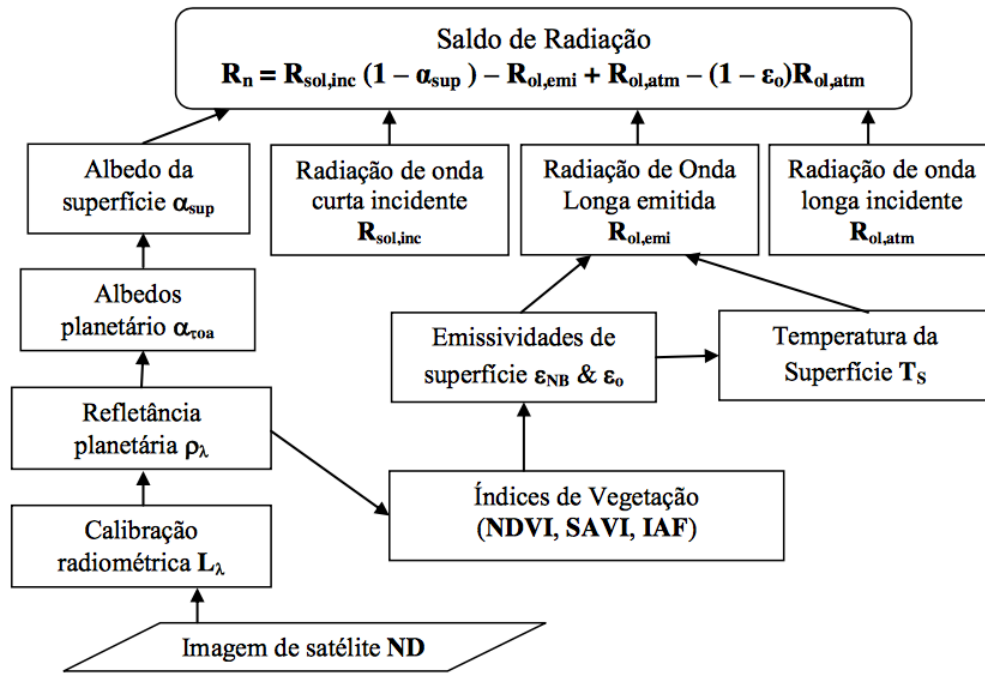 Saldo de Radiação
Rn = Rsol,inc (1 – αsup ) – Rol,emi + Rol,atm – (1 – εo)Rol,atm
Albedo da
superfície αsup
Radiação de onda
curta incidente
Rsol,inc
Radiação de Onda
Longa emitida
Rol,emi
Radiação de onda
longa incidente
Rol,atm
Albedos
planetário ατoa
Emissividades de
superfície εNB & εo
Temperatura da
Superfície TS
Refletância
planetária ρλ
Índices de Vegetação
(NDVI, SAVI, IAF)
Calibração
radiométrica Lλ
Imagem de satélite ND